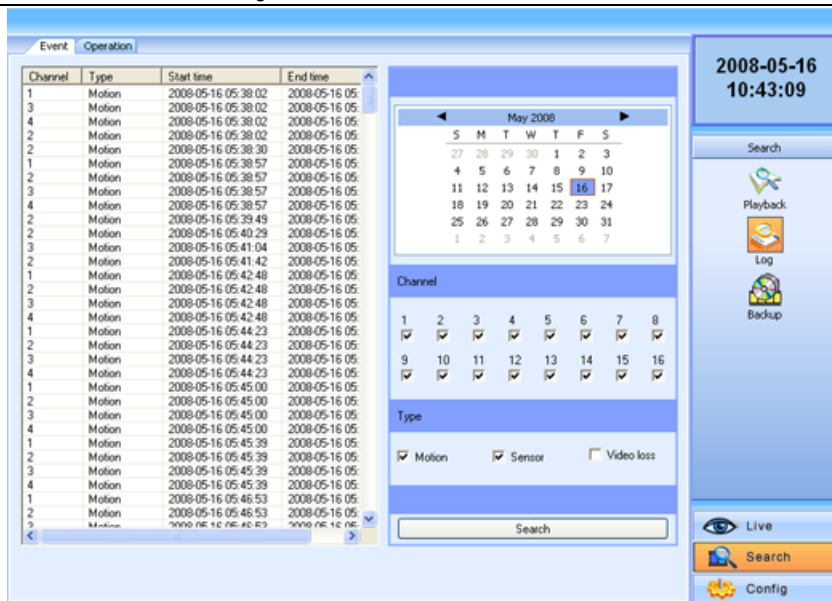 Event Operation
Channel Type Start time End time
1 Motion 2008-05-16 05:38:02 2008-05-16 05:
3 Motion 2008-05-16 05:38:02 2008-05-16 05:
4 Motion 2008-05-16 05:38:02 2008-05-16 05:
2 Motion 2008-05-16 05:38:02 2008-05-16 05:
2 Motion 2008-05-16 05:38:30 2008-05-16 05:
1 Motion 2008-05-16 05:38:57 2008-05-16 05:
2 Motion 2008-05-16 05:38:57 2008-05-16 05:
3 Motion 2008-05-16 05:38:57 2008-05-16 05:
4 Motion 2008-05-16 05:38:57 2008-05-16 05:
2 Motion 2008-05-16 05:39:49 2008-05-16 05:
2 Motion 2008-05-16 05:40:29 2008-05-16 05:
3 Motion 2008-05-16 05:41:04 2008-05-16 05:
2 Motion 2008-05-16 05:41:42 2008-05-16 05:
1 Motion 2008-05-16 05:42:48 2008-05-16 05:
2 Motion 2008-05-16 05:42:48 2008-05-16 05:
3 Motion 2008-05-16 05:42:48 2008-05-16 05:
4 Motion 2008-05-16 05:42:48 2008-05-16 05:
1 Motion 2008-05-16 05:44:23 2008-05-16 05:
2 Motion 2008-05-16 05:44:23 2008-05-16 05:
3 Motion 2008-05-16 05:44:23 2008-05-16 05:
4 Motion 2008-05-16 05:44:23 2008-05-16 05:
1 Motion 2008-05-16 05:45:00 2008-05-16 05:
2 Motion 2008-05-16 05:45:00 2008-05-16 05:
3 Motion 2008-05-16 05:45:00 2008-05-16 05:
4 Motion 2008-05-16 05:45:00 2008-05-16 05:
1 Motion 2008-05-16 05:45:39 2008-05-16 05:
2 Motion 2008-05-16 05:45:39 2008-05-16 05:
3 Motion 2008-05-16 05:45:39 2008-05-16 05:
4 Motion 2008-05-16 05:45:39 2008-05-16 05:
1 Motion 2008-05-16 05:46:53 2008-05-16 05:
2 Motion 2008-05-16 05:46:53 2008-05-16 05:
May 2008
S M T W T F S
27 28 29 30 1 2 3
4 5 6 7 8 9 10
11 12 13 14 15 16 17
18 19 20 21 22 23 24
25 26 27 28 29 30 31
1 2 3 4 5 6 7
Channel
1 2 3 4 5 6 7 8
9 10 11 12 13 14 15 16
Type
Motion Sensor Video loss
Search
2008-05-16
10:43:09
Search
Playback
Log
Backup
Live
Search
Config